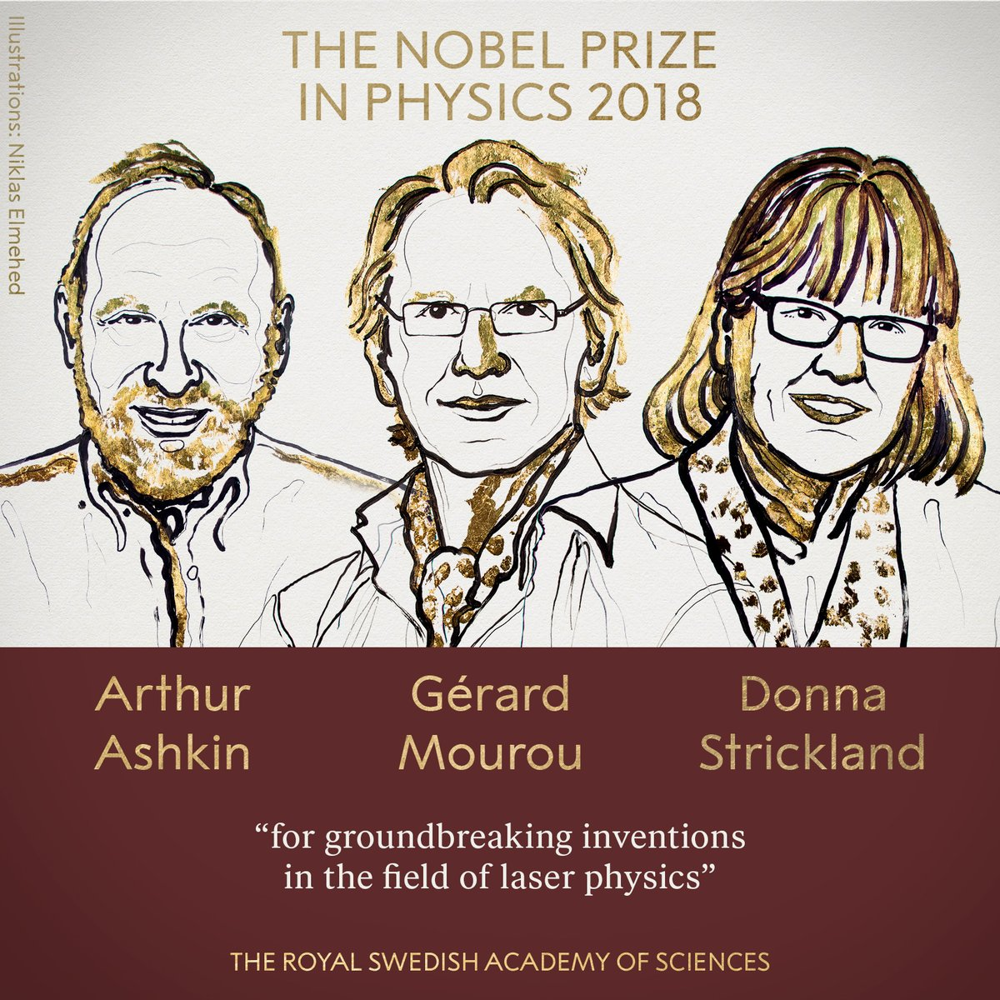 Illustrations: Niklas Elmehed
THE NOBEL PRIZE
IN PHYSICS 2018
Arthur
Ashkin
Gérard
Mourou
Donna
Strickland
“for groundbreaking inventions
in the field of laser physics”
THE ROYAL SWEDISH ACADEMY OF SCIENCES